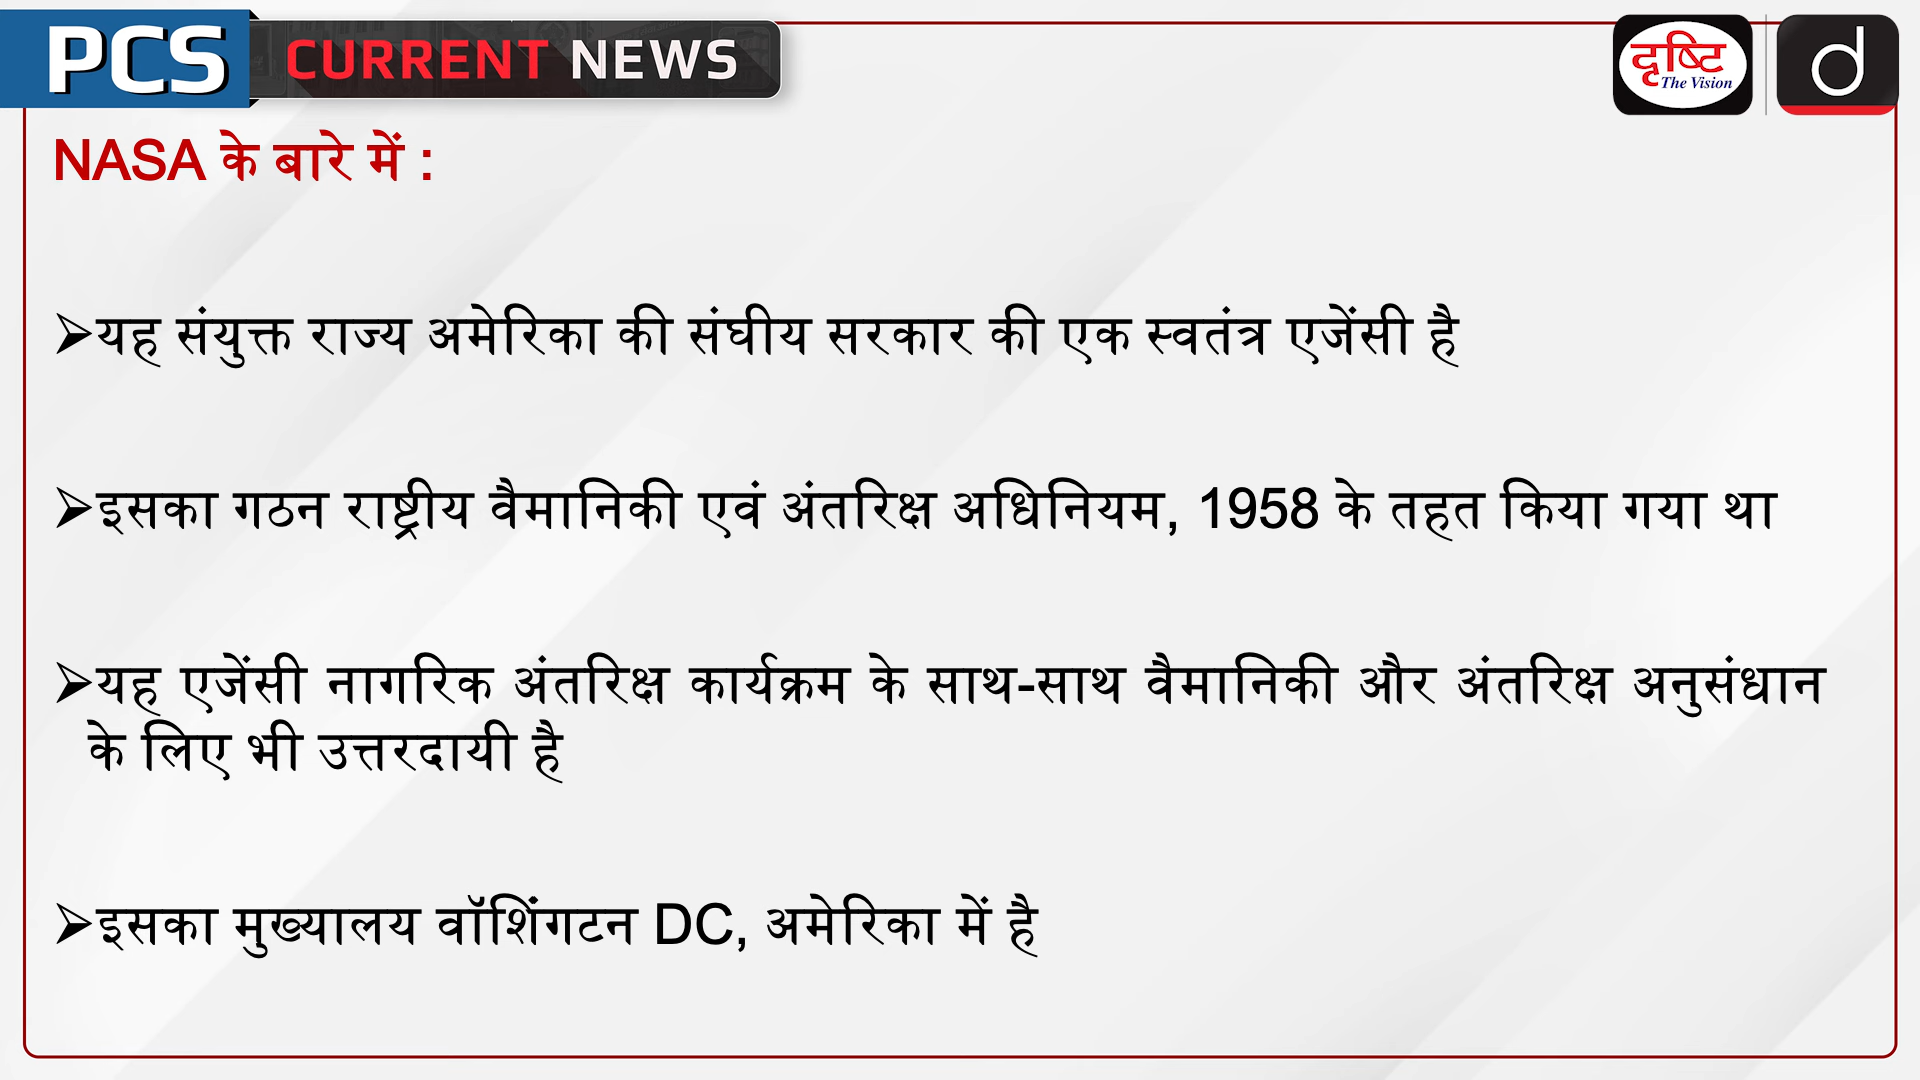 PCS CURRENT NEWS
दृष्टि
The Vision
d
NASA के बारे में :
➢यह संयुक्त राज्य अमेरिका की संघीय सरकार की एक स्वतंत्र एजेंसी है
➢इसका गठन राष्ट्रीय वैमानिकी एवं अंतरिक्ष अधिनियम, 1958 के तहत किया गया था
➢यह एजेंसी नागरिक अंतरिक्ष कार्यक्रम के साथ-साथ वैमानिकी और अंतरिक्ष अनुसंधान
के लिए भी उत्तरदायी है
➢इसका मुख्यालय वॉशिंगटन DC, अमेरिका में है